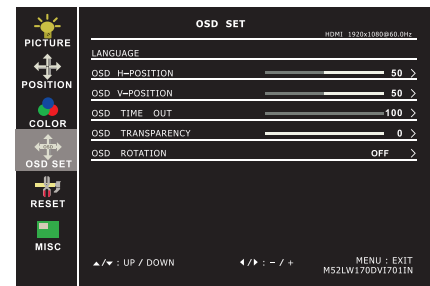 OSD SET
HDMI 1920x1080@60.0Hz
PICTURE
POSITION
COLOR
OSD
OSD SET
RESET
MISC
LANGUAGE
OSD H-POSITION 50 >
OSD V-POSITION 50 >
OSD TIME OUT 100 >
OSD TRANSPARENCY 0 >
OSD ROTATION OFF >
▲/▼ : UP / DOWN ◀/▶ : - / + MENU : EXIT
M52LW170DVI701IN